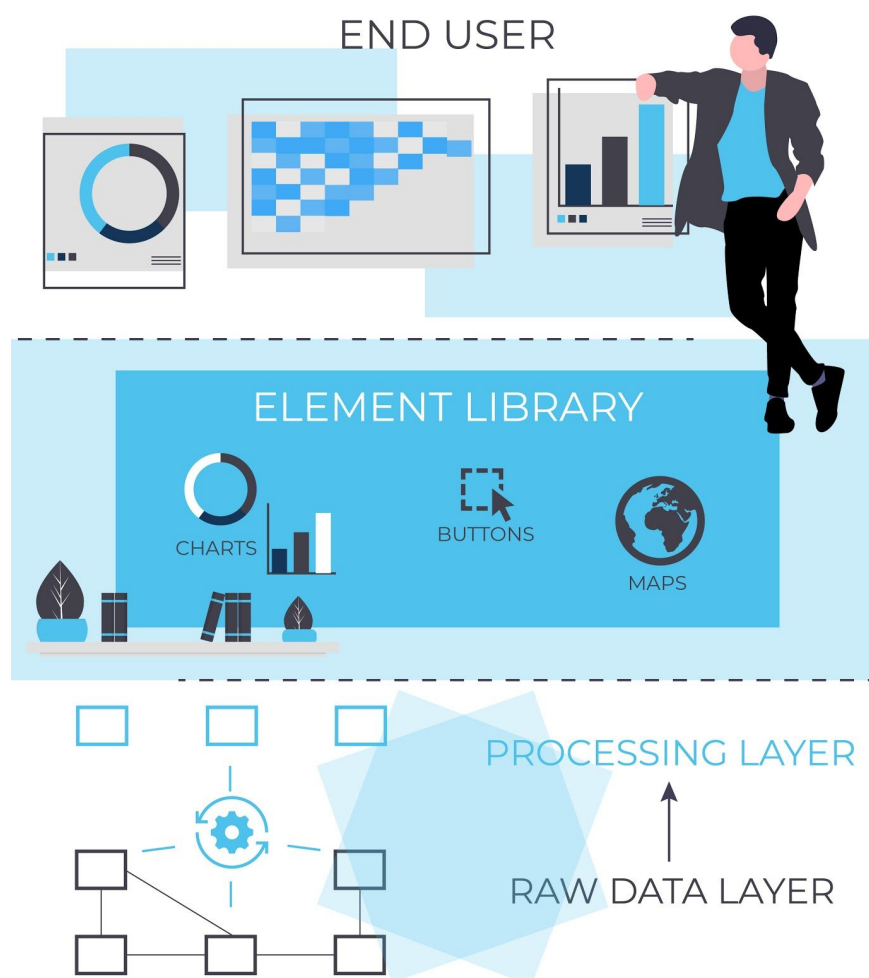 END USER
ELEMENT LIBRARY
CHARTS
BUTTONS
MAPS
PROCESSING LAYER
RAW DATA LAYER